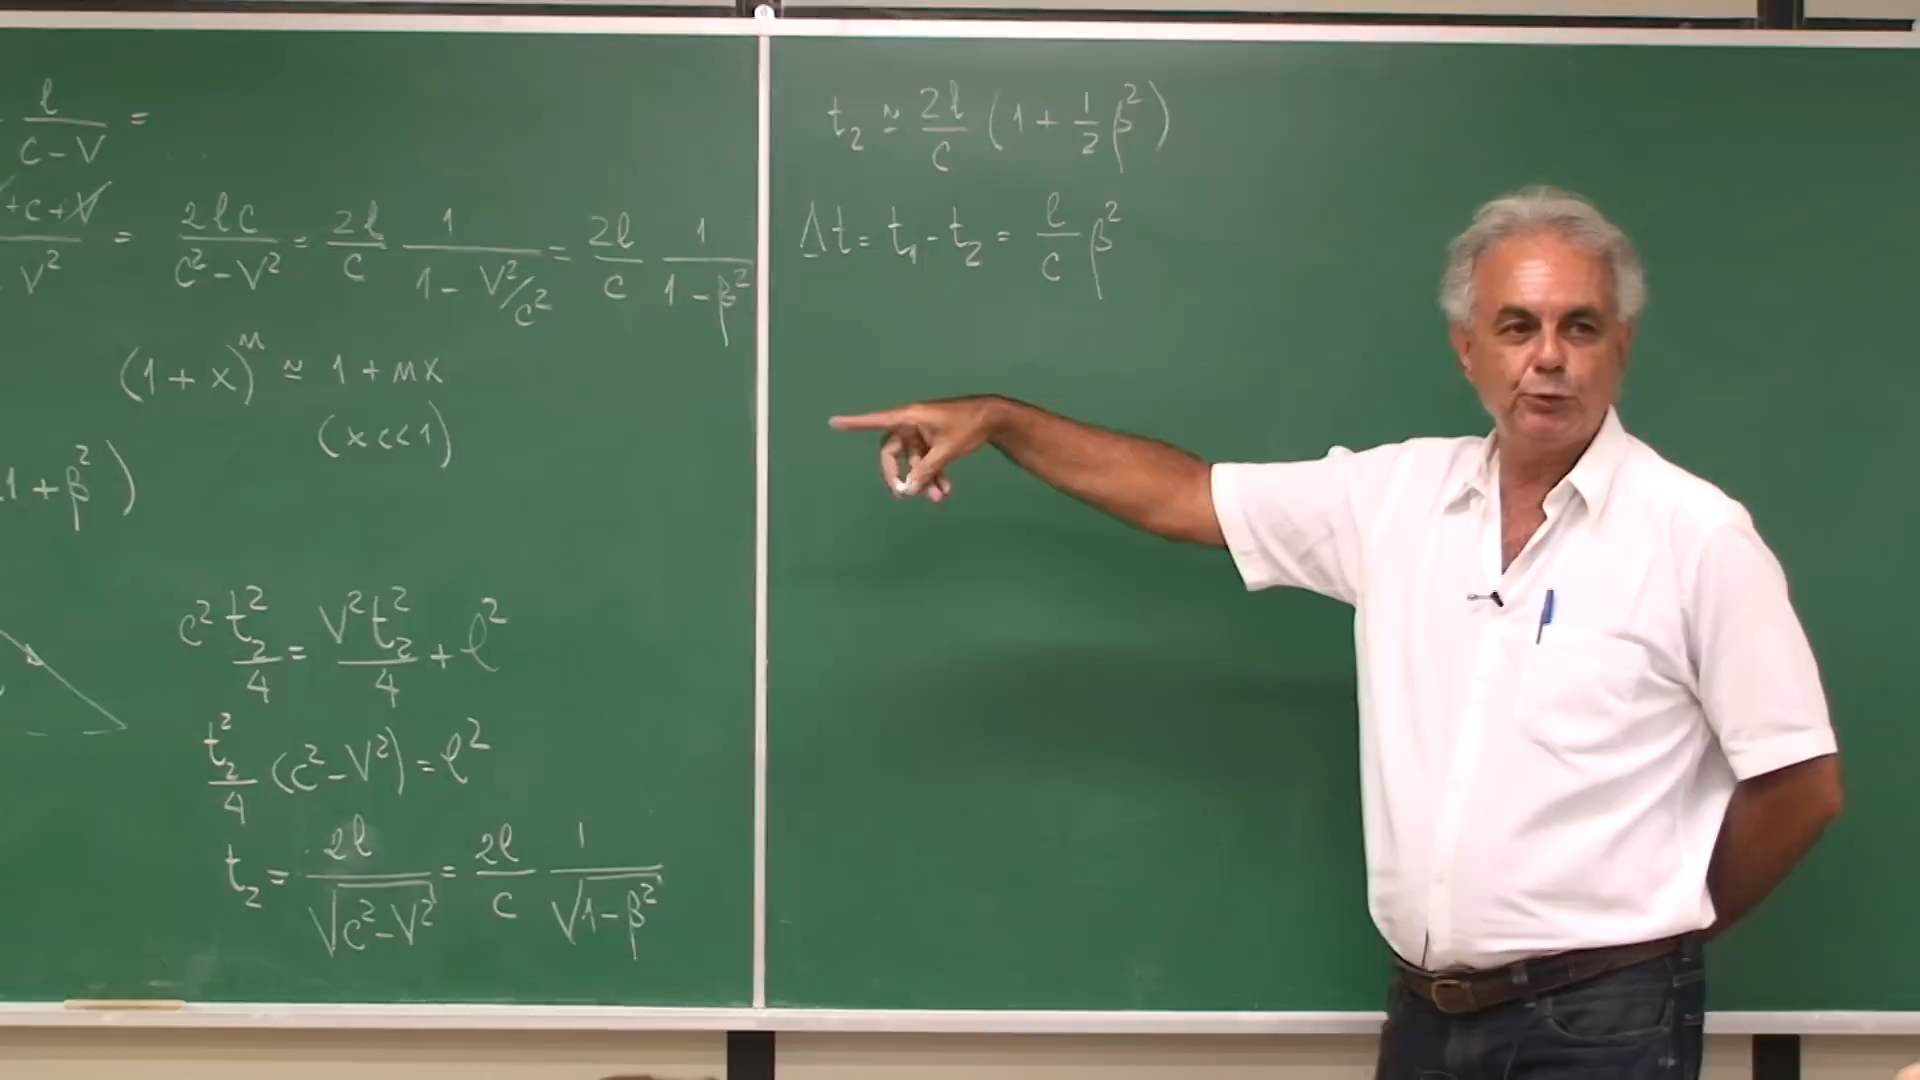 l/(c-V) =
+c+V / V² = 2lc/(c²-V²) = 2l/c 1/(1-V²/c²) = 2l/c 1/(1-β²)
(1+x)ᴹ ≃ 1+Mx
(x<<1)
1+β²)
c² t₂²/4 = V²t₂²/4 + l²
t₂²/4 (c²-V²) = l²
t₂ = 2l/√(c²-V²) = 2l/c 1/√(1-β²)
t₂ ≃ 2l/c (1+1/2 β²)
Δt = t₁-t₂ = l/c β²